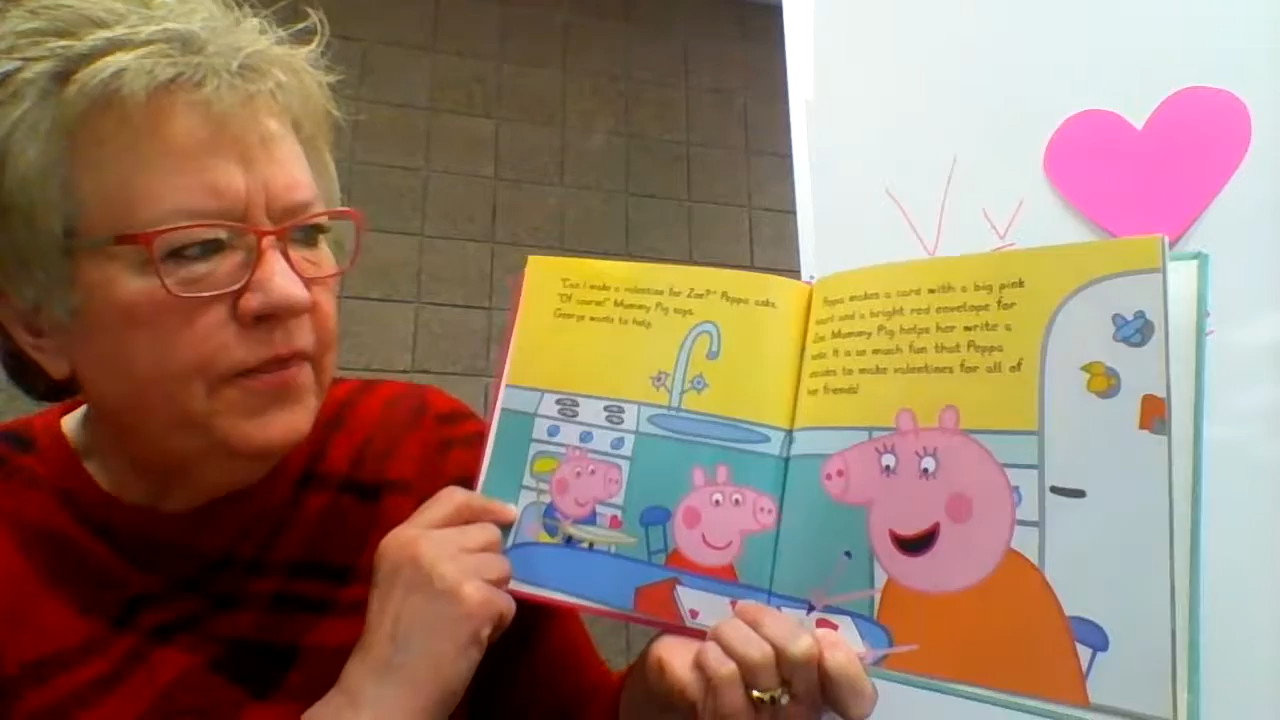 "Can I make a valentine for Zoe?" Peppa asks.
"Of course!" Mummy Pig says.
George wants to help.
Peppa makes a card with a big pink
heart and a bright red envelope for
Zoe. Mummy Pig helps her write a
note. It is so much fun that Peppa
decides to make valentines for all of
her friends!
V v